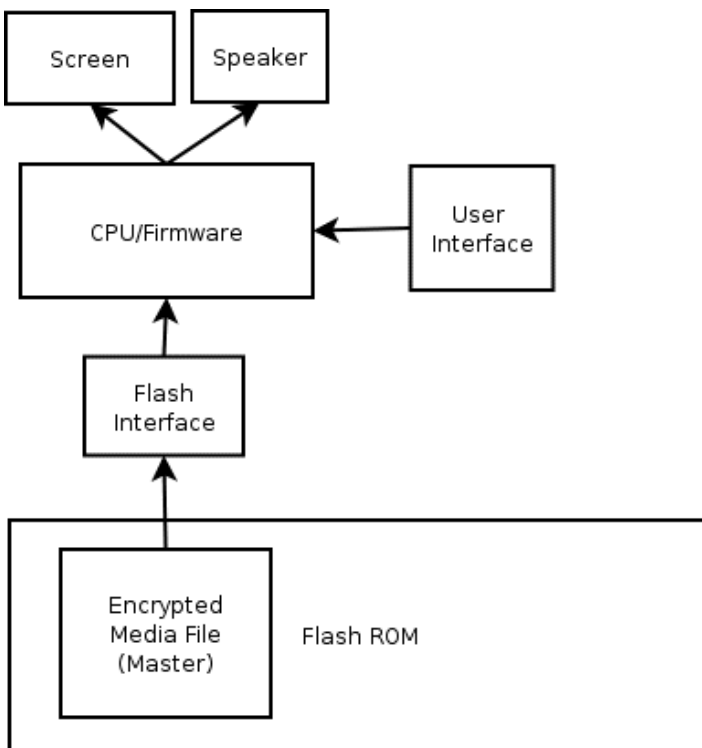 Screen
Speaker
CPU/Firmware
User
Interface
Flash
Interface
Encrypted
Media File
(Master)
Flash ROM